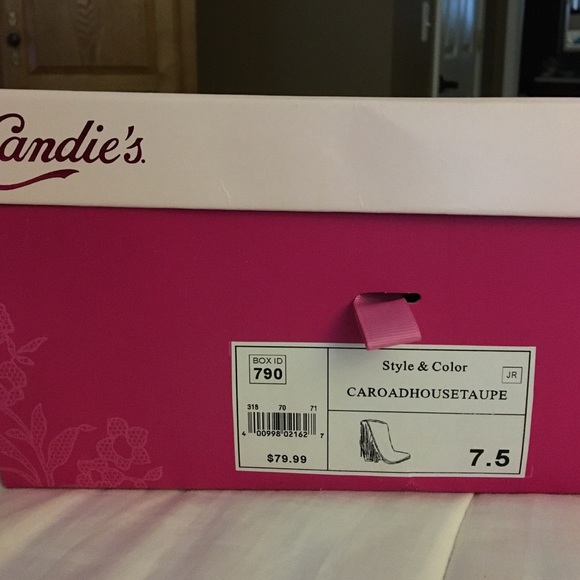 Candie's.
BOX ID
790
Style & Color
JR
CAROADHOUSETAUPE
318 70 71
4 00998 02162 7
$79.99
7.5